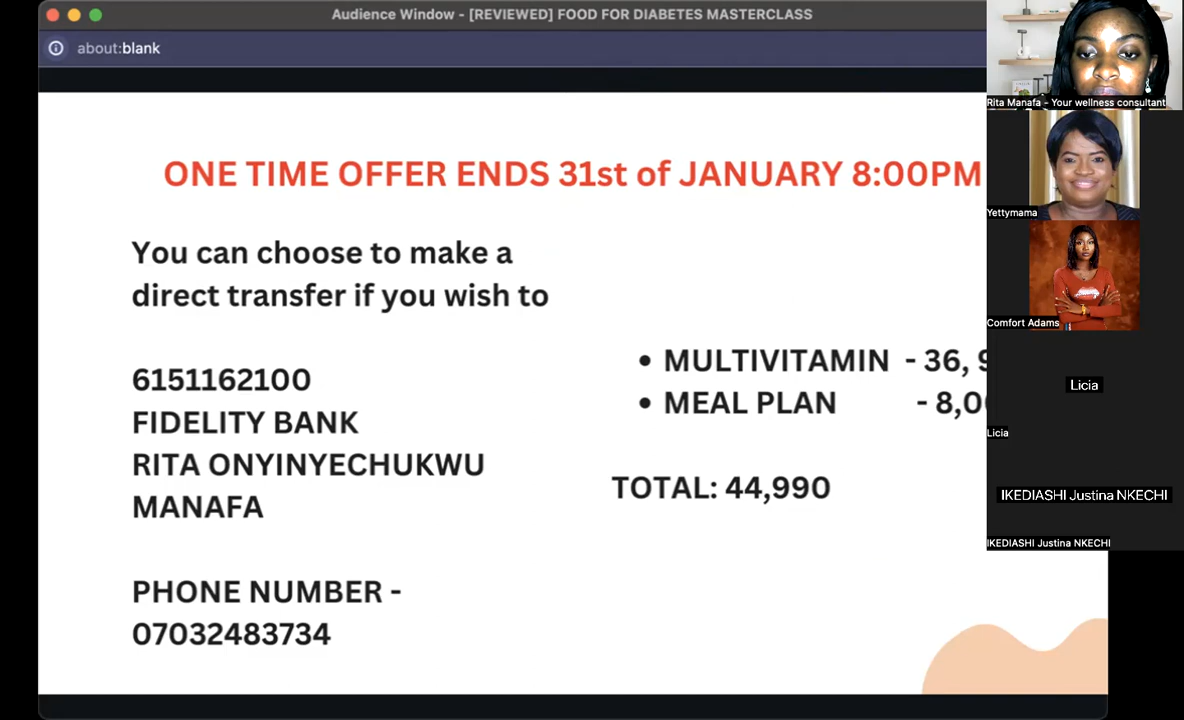 Audience Window - [REVIEWED] FOOD FOR DIABETES MASTERCLASS
about:blank
ONE TIME OFFER ENDS 31st of JANUARY 8:00PM
You can choose to make a
direct transfer if you wish to
6151162100
FIDELITY BANK
RITA ONYINYECHUKWU
MANAFA
PHONE NUMBER -
07032483734
• MULTIVITAMIN - 36, 9
• MEAL PLAN - 8,0
TOTAL: 44,990
Rita Manafa - Your wellness consultant
Yettymama
Comfort Adams
Licia
Licia
IKEDIASHI Justina NKECHI
IKEDIASHI Justina NKECHI